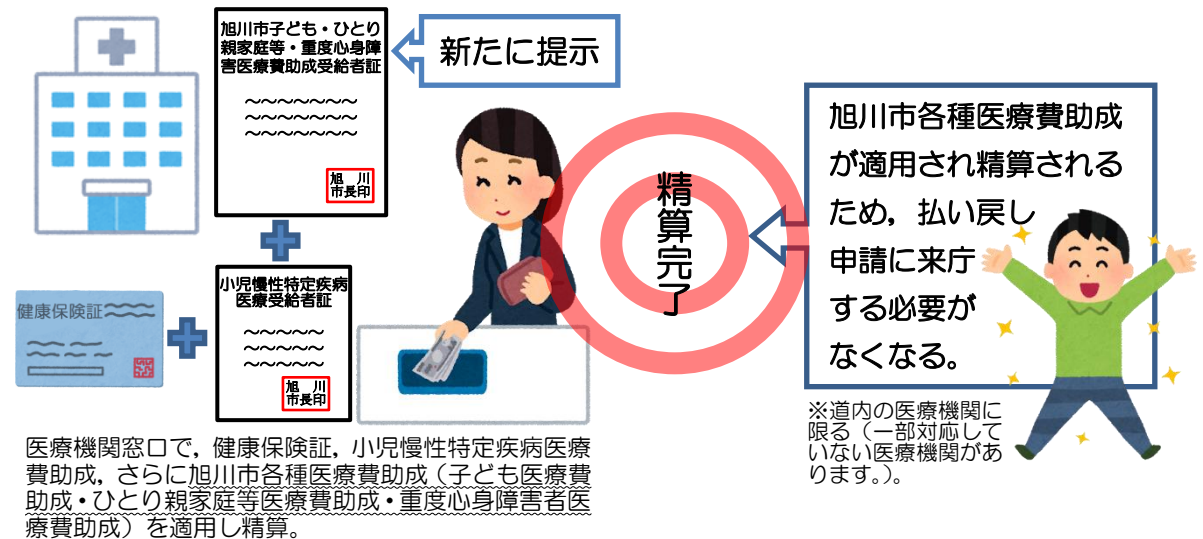 旭川市子ども・ひとり
親家庭等・重度心身障
害医療費助成受給者証
～～～～～～～
～～～～～～～
～～～～～～～
旭　川
市長印
新たに提示
健康保険証
小児慢性特定疾病
医療受給者証
～～～～～
～～～～～
～～～～～
旭　川
市長印
精算完了
旭川市各種医療費助成
が適用され精算される
ため，払い戻し
申請に来庁
する必要が
なくなる。
※道内の医療機関に
限る（一部対応して
いない医療機関があ
ります。）。
医療機関窓口で，健康保険証，小児慢性特定疾病医療
費助成，さらに旭川市各種医療費助成（子ども医療費
助成・ひとり親家庭等医療費助成・重度心身障害者医
療費助成）を適用し精算。